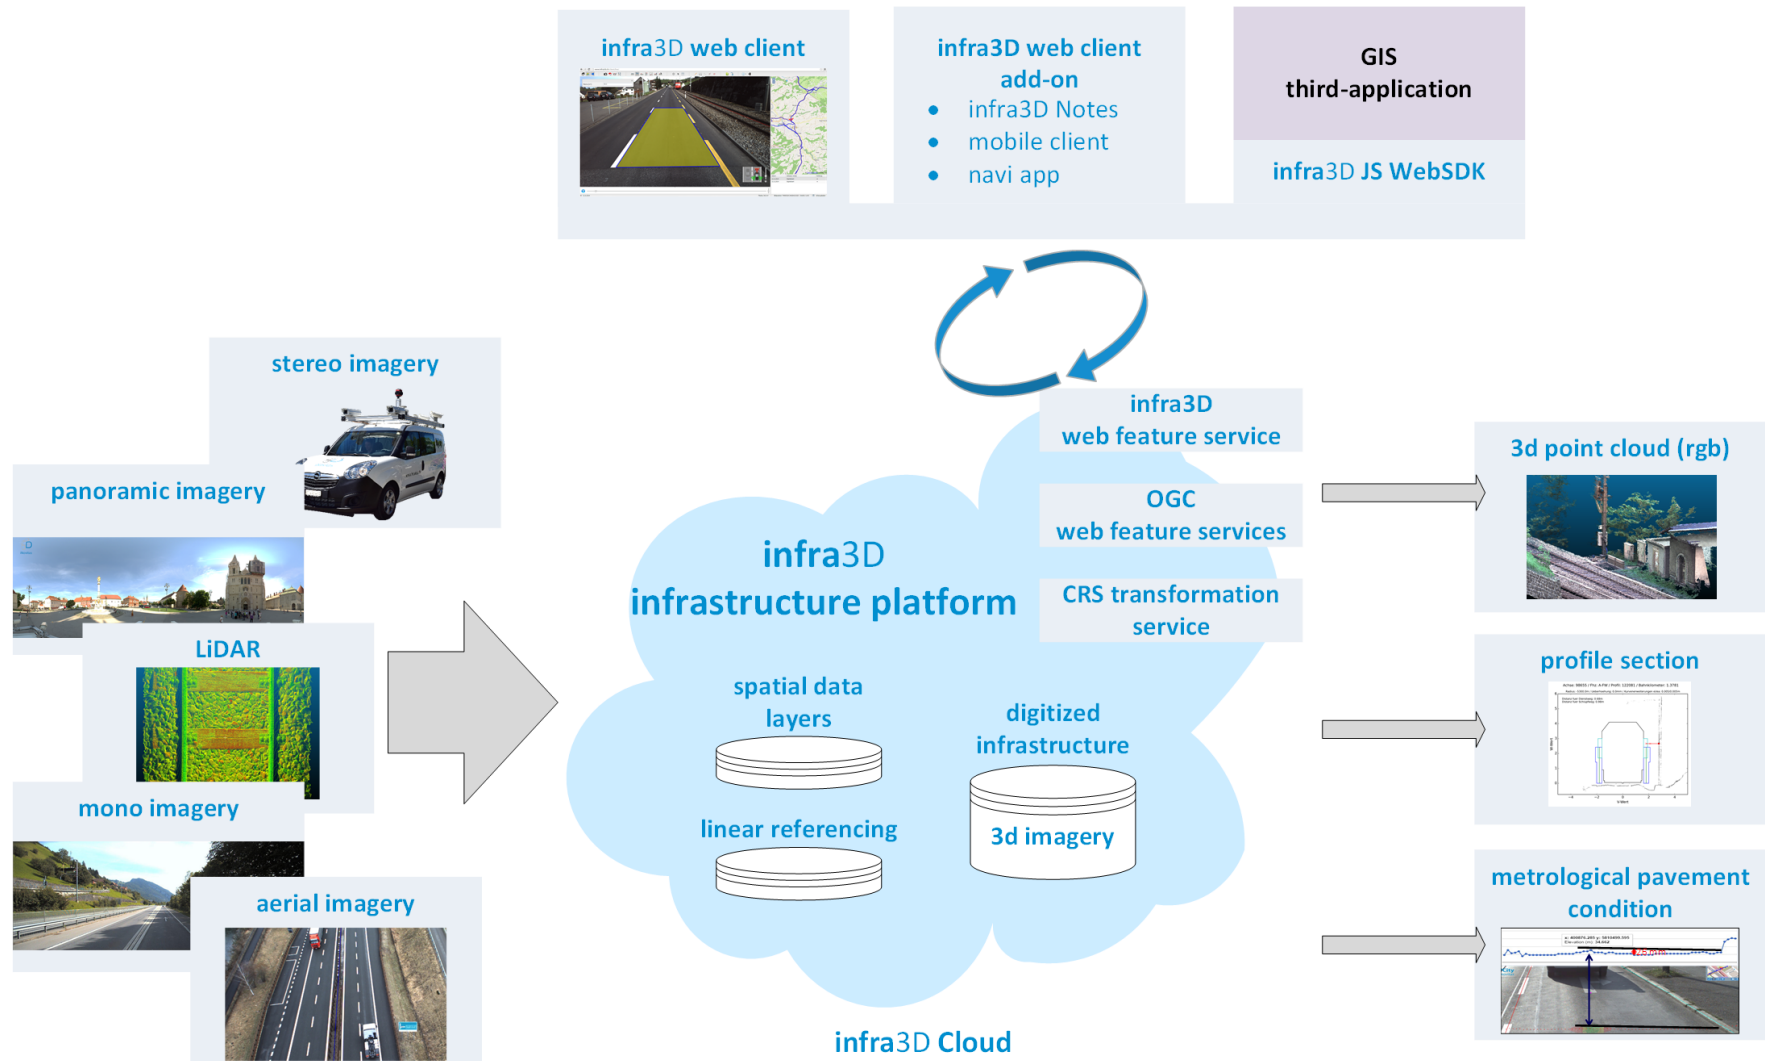 infra3D web client
infra3D web client
add-on
• infra3D Notes
• mobile client
• navi app
GIS
third-application
infra3D JS WebSDK
stereo imagery
panoramic imagery
LiDAR
mono imagery
aerial imagery
infra3D
web feature service
OGC
web feature services
CRS transformation
service
infra3D
infrastructure platform
spatial data
layers
linear referencing
digitized
infrastructure
3d imagery
infra3D Cloud
3d point cloud (rgb)
profile section
metrological pavement
condition